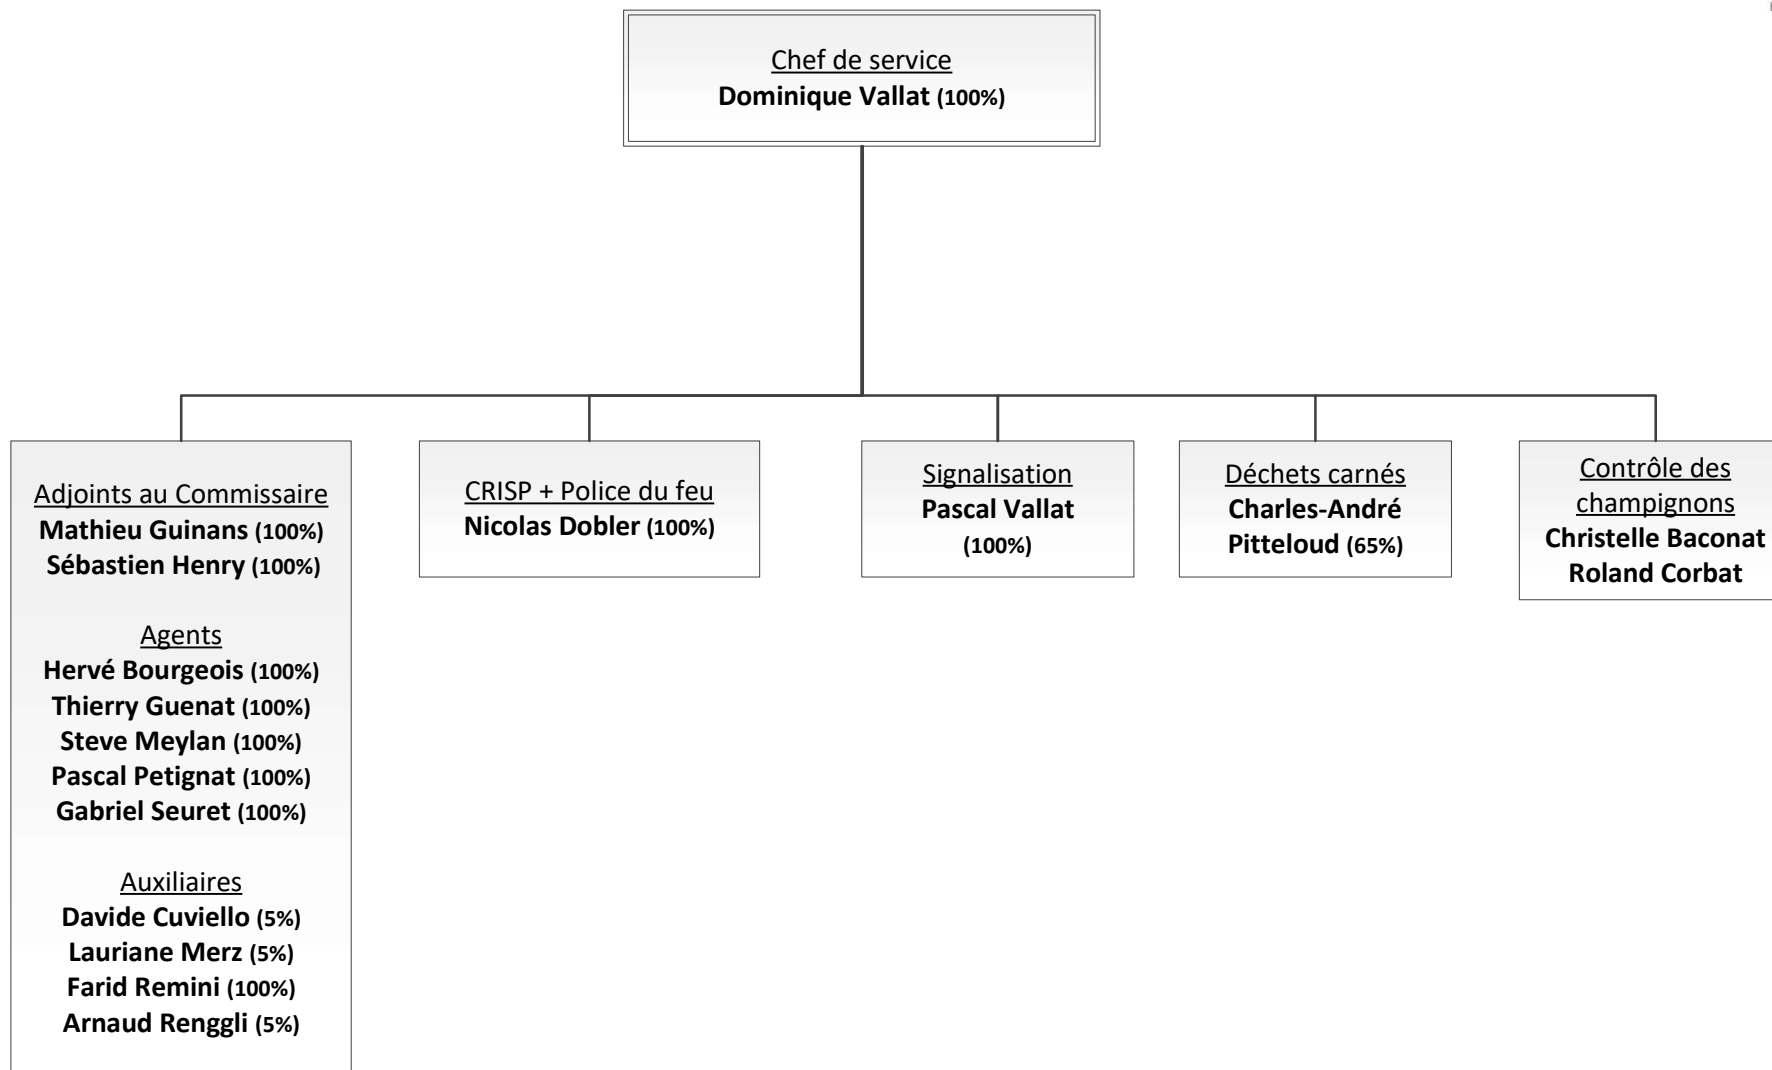 Chef de service
Dominique Vallat (100%)
Adjoints au Commissaire
Mathieu Guinans (100%)
Sébastien Henry (100%)
Agents
Hervé Bourgeois (100%)
Thierry Guenat (100%)
Steve Meylan (100%)
Pascal Petignat (100%)
Gabriel Seuret (100%)
Auxiliaires
Davide Cuviello (5%)
Lauriane Merz (5%)
Farid Remini (100%)
Arnaud Renggli (5%)
CRISP + Police du feu
Nicolas Dobler (100%)
Signalisation
Pascal Vallat
(100%)
Déchets carnés
Charles-André
Pitteloud (65%)
Contrôle des
champignons
Christelle Baconat
Roland Corbat